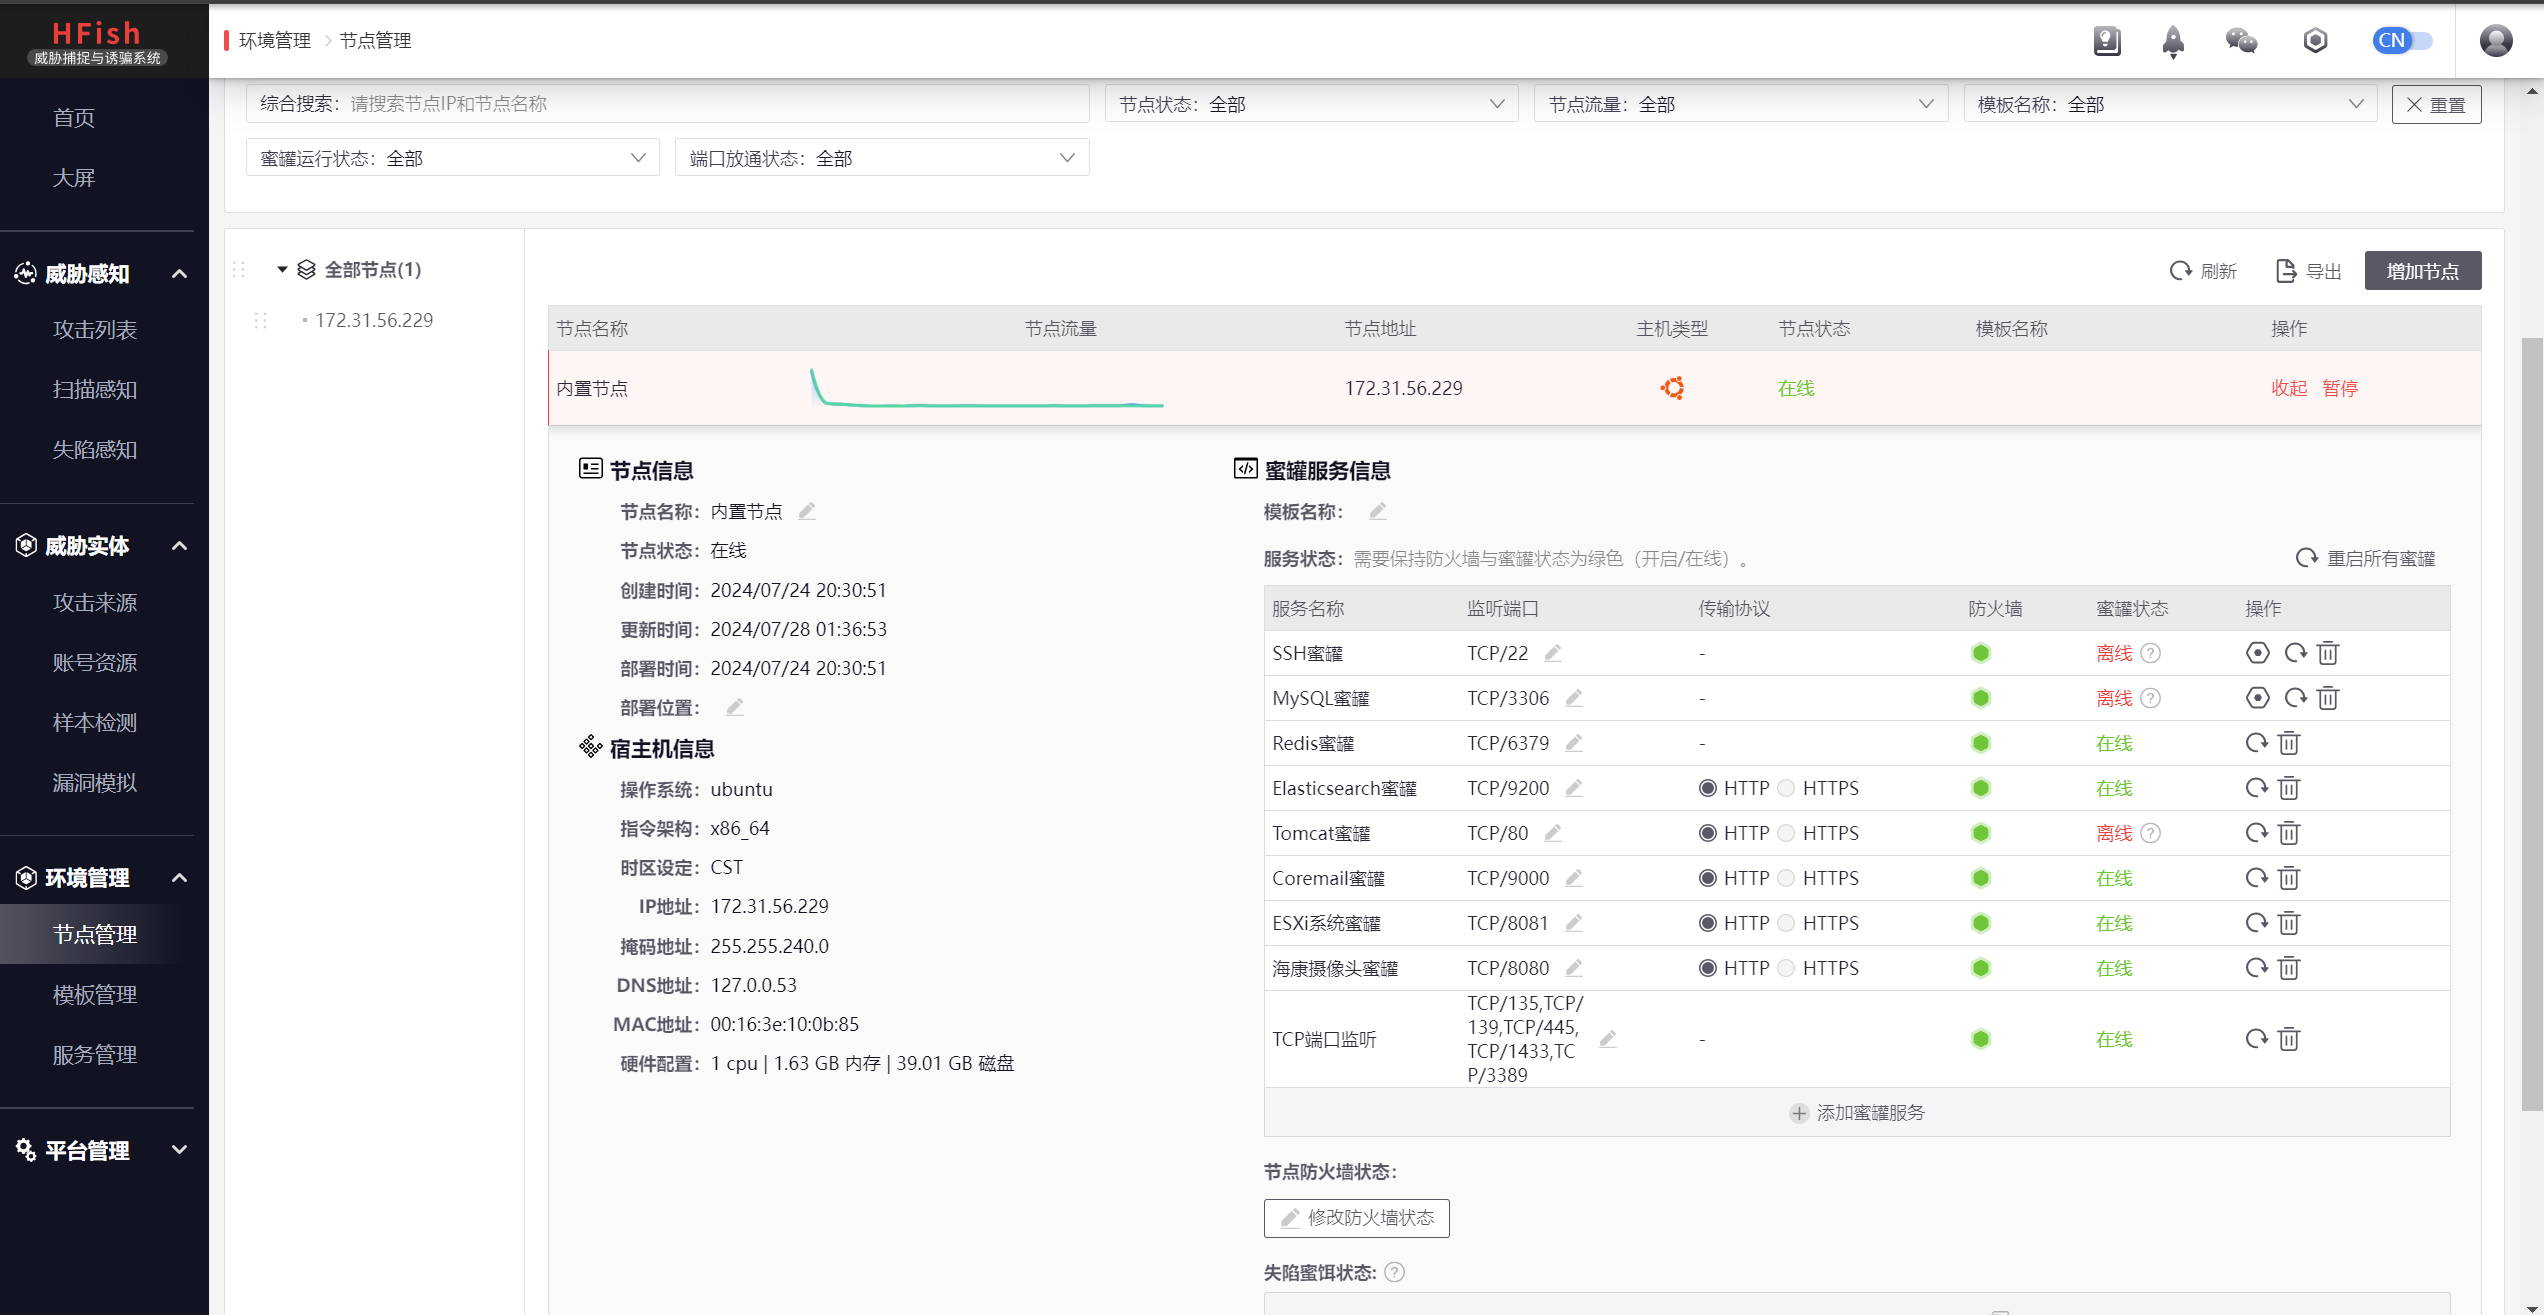 HFish
威胁捕捉与诱骗系统
环境管理 > 节点管理
CN
首页
大屏
威胁感知
攻击列表
扫描感知
失陷感知
威胁实体
攻击来源
账号资源
样本检测
漏洞模拟
环境管理
节点管理
模板管理
服务管理
平台管理
综合搜索: 请搜索节点IP和节点名称
节点状态: 全部
节点流量: 全部
模板名称: 全部
重置
蜜罐运行状态: 全部
端口放通状态: 全部
全部节点(1)
172.31.56.229
刷新 导出 增加节点
节点名称 节点流量 节点地址 主机类型 节点状态 模板名称 操作
内置节点 172.31.56.229 在线 收起 暂停
节点信息
节点名称: 内置节点
节点状态: 在线
创建时间: 2024/07/24 20:30:51
更新时间: 2024/07/28 01:36:53
部署时间: 2024/07/24 20:30:51
部署位置:
宿主机信息
操作系统: ubuntu
指令架构: x86_64
时区设定: CST
IP地址: 172.31.56.229
掩码地址: 255.255.240.0
DNS地址: 127.0.0.53
MAC地址: 00:16:3e:10:0b:85
硬件配置: 1 cpu | 1.63 GB 内存 | 39.01 GB 磁盘
蜜罐服务信息
模板名称:
服务状态: 需要保持防火墙与蜜罐状态为绿色（开启/在线）。
重启所有蜜罐
服务名称 监听端口 传输协议 防火墙 蜜罐状态 操作
SSH蜜罐 TCP/22 - 离线 ?
MySQL蜜罐 TCP/3306 - 离线 ?
Redis蜜罐 TCP/6379 - 在线
Elasticsearch蜜罐 TCP/9200 HTTP HTTPS 在线
Tomcat蜜罐 TCP/80 HTTP HTTPS 离线 ?
Coremail蜜罐 TCP/9000 HTTP HTTPS 在线
ESXi系统蜜罐 TCP/8081 HTTP HTTPS 在线
海康摄像头蜜罐 TCP/8080 HTTP HTTPS 在线
TCP/135,TCP/
139,TCP/445,
TCP端口监听 - 在线
TCP/1433,TC
P/3389
添加蜜罐服务
节点防火墙状态:
修改防火墙状态
失陷蜜饵状态: ?